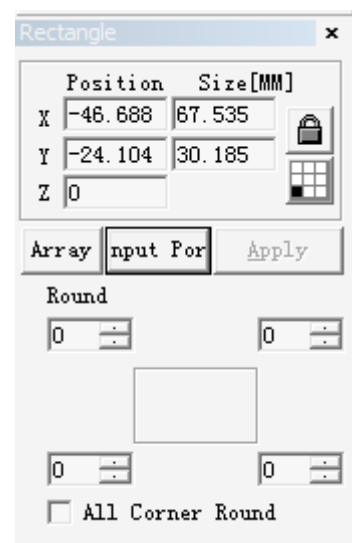 Rectangle ×
Position Size[MM]
X -46.688 67.535
Y -24.104 30.185
Z 0
Array nput Por Apply
Round
0 0
0 0
All Corner Round